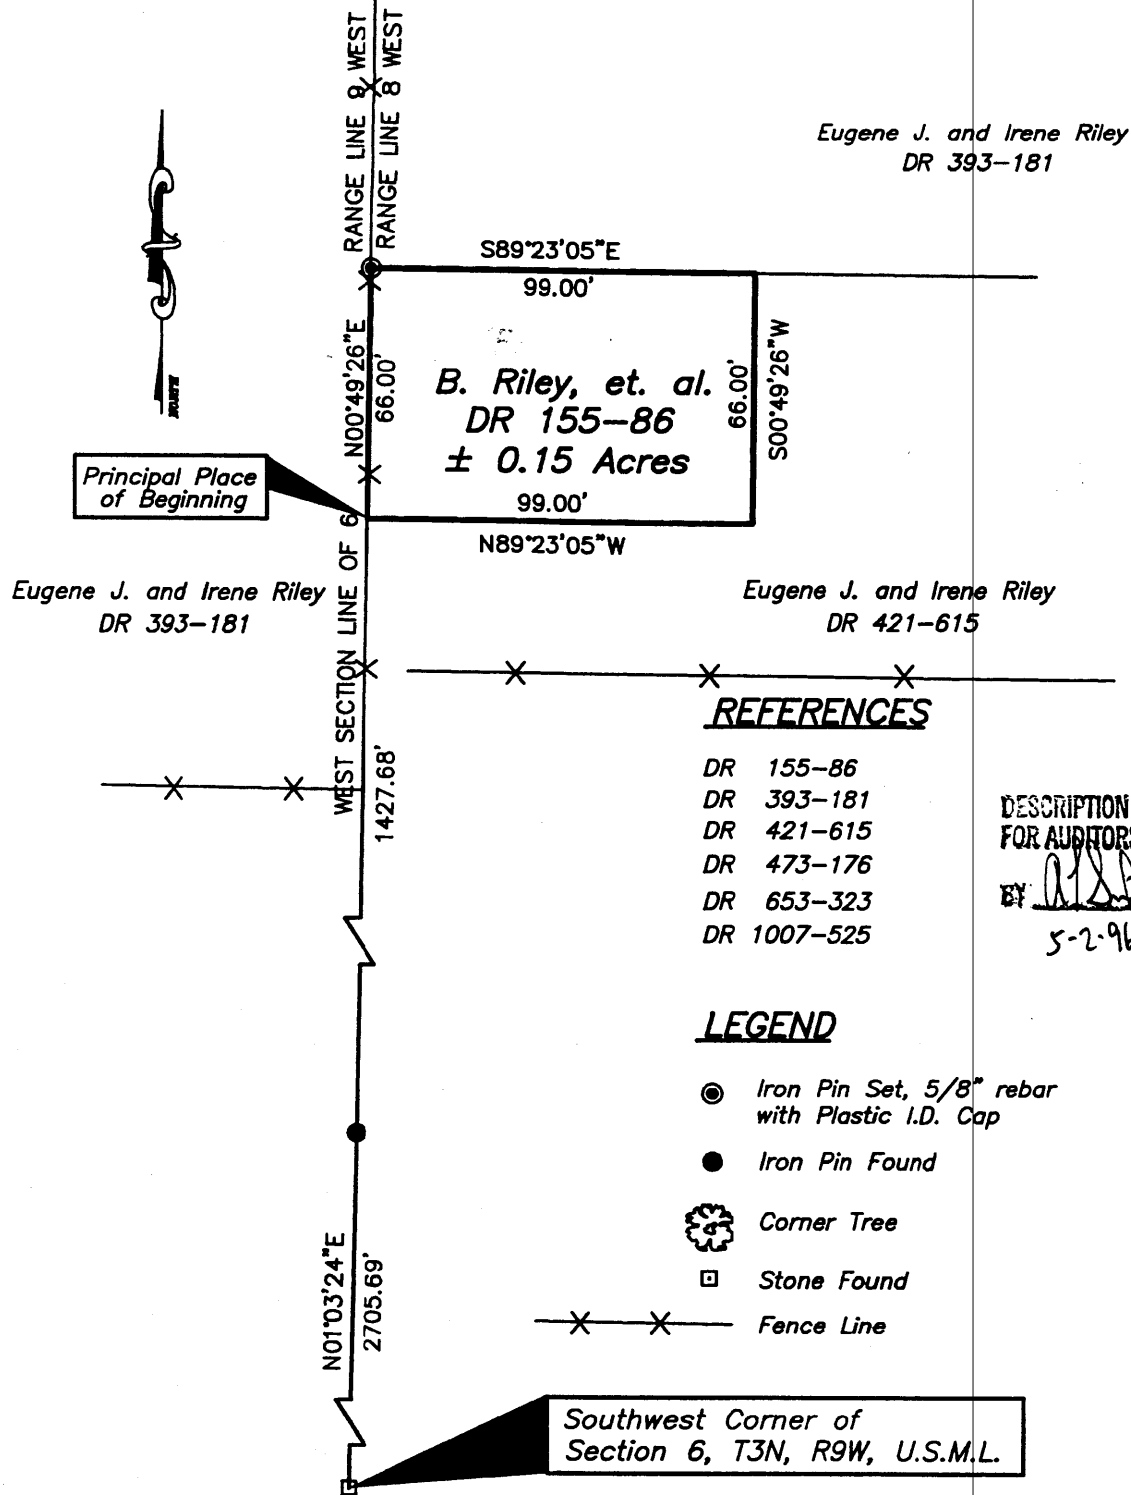 RANGE LINE 9 WEST
RANGE LINE 8 WEST
Eugene J. and Irene Riley
DR 393-181
NORTH
S89°23'05"E
99.00'
N00°49'26"E
66.00'
B. Riley, et. al.
DR 155-86
± 0.15 Acres
66.00'
S00°49'26"W
99.00'
N89°23'05"W
Principal Place
of Beginning
Eugene J. and Irene Riley
DR 393-181
WEST SECTION LINE OF 6
1427.68'
Eugene J. and Irene Riley
DR 421-615
REFERENCES
DR 155-86
DR 393-181
DR 421-615
DR 473-176
DR 653-323
DR 1007-525
DESCRIPTION
FOR AUDITORS
BY
5-2-96
LEGEND
Iron Pin Set, 5/8" rebar
with Plastic I.D. Cap
Iron Pin Found
Corner Tree
Stone Found
Fence Line
N01°03'24"E
2705.69'
Southwest Corner of
Section 6, T3N, R9W, U.S.M.L.